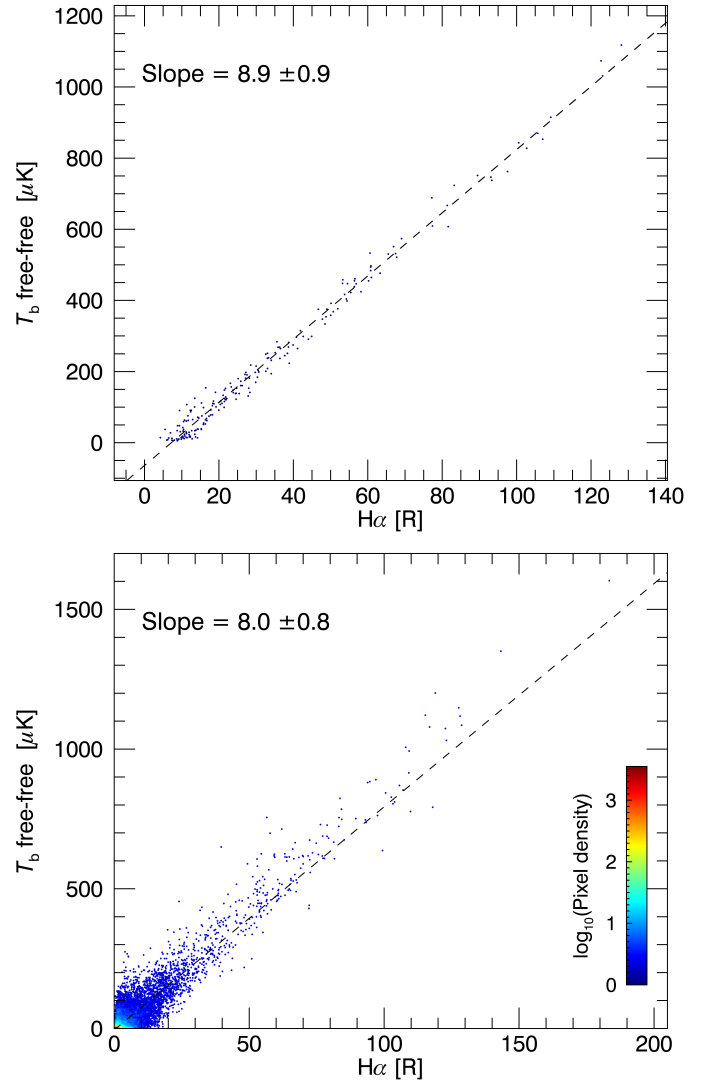 1200
1000
800
600
400
200
0
Slope = 8.9 ±0.9
T_b free-free [μK]
0 20 40 60 80 100 120 140
Hα [R]
1500
1000
500
0
Slope = 8.0 ±0.8
T_b free-free [μK]
log₁₀(Pixel density)
3
2
1
0
0 50 100 150 200
Hα [R]